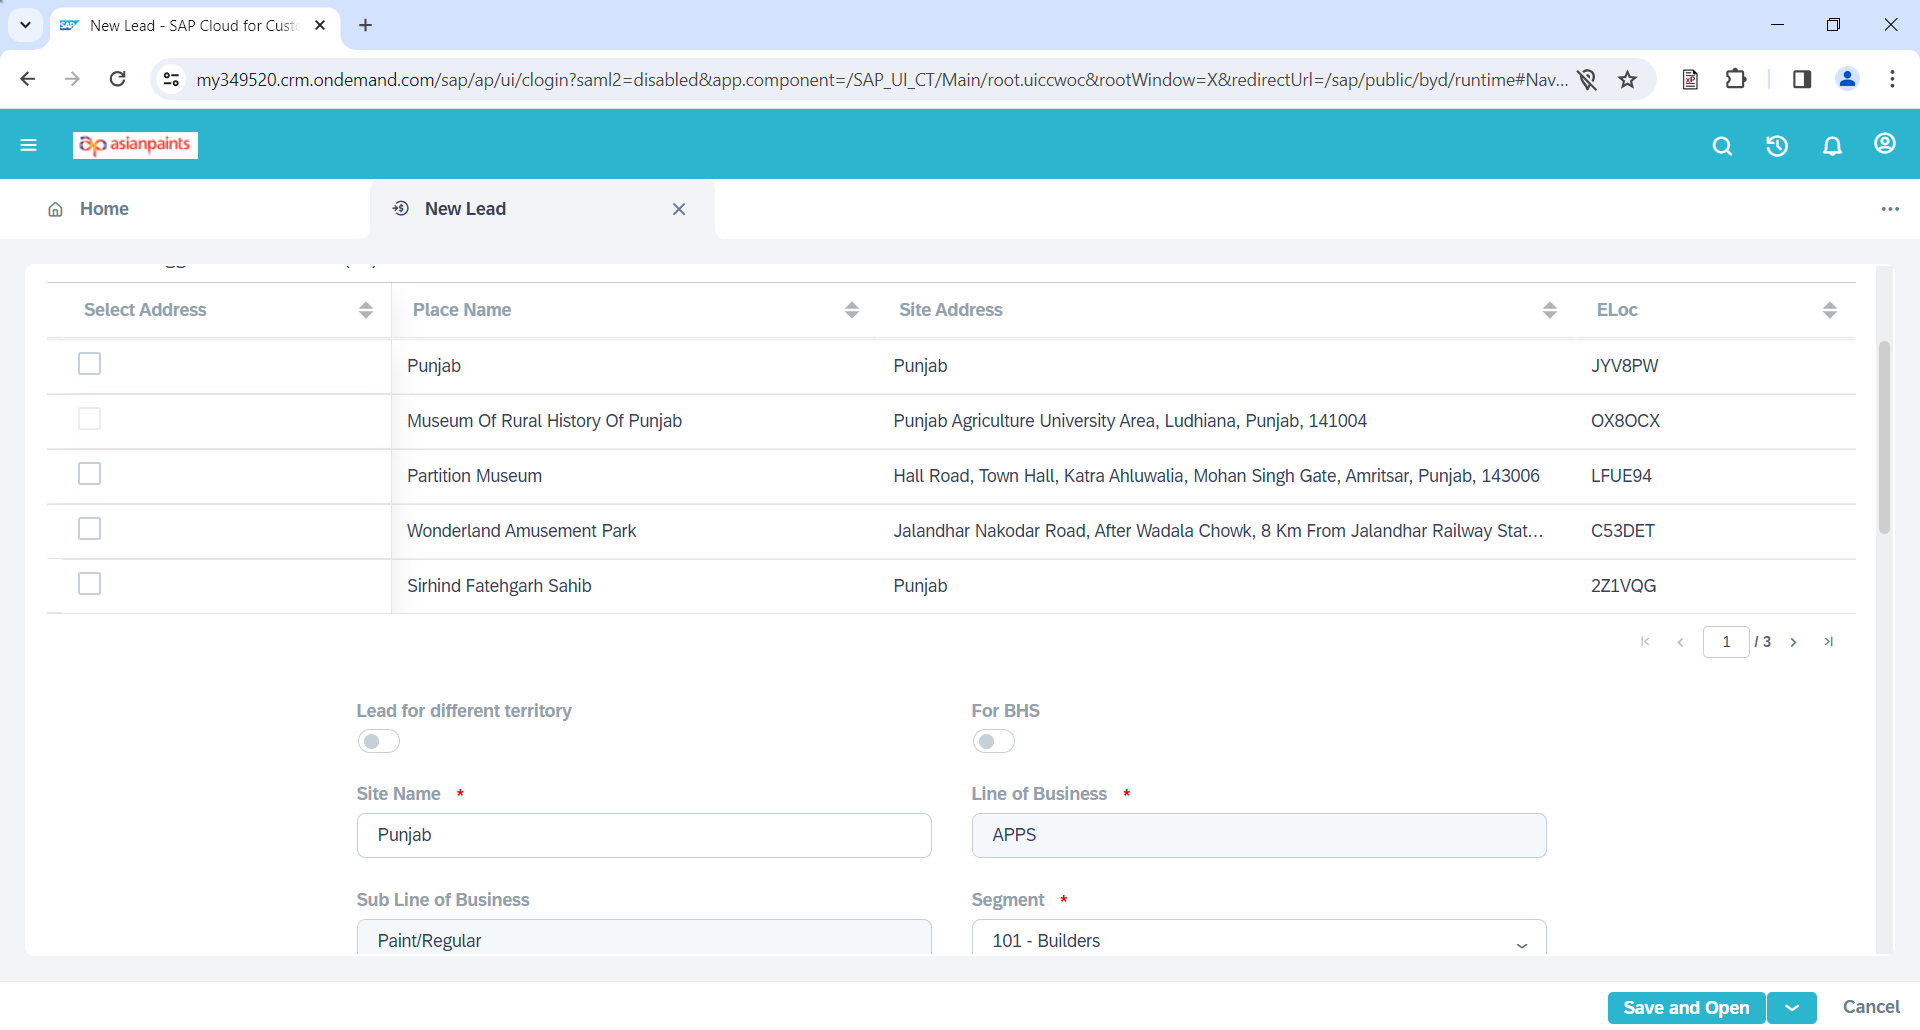 New Lead - SAP Cloud for Cust
my349520.crm.ondemand.com/sap/ap/ui/clogin?saml2=disabled&app.component=/SAP_UI_CT/Main/root.uiccwoc&rootWindow=X&redirectUrl=/sap/public/byd/runtime#Nav...
asianpaints
Home
New Lead
Select Address Place Name Site Address ELoc
Punjab Punjab JYV8PW
Museum Of Rural History Of Punjab Punjab Agriculture University Area, Ludhiana, Punjab, 141004 OX8OCX
Partition Museum Hall Road, Town Hall, Katra Ahluwalia, Mohan Singh Gate, Amritsar, Punjab, 143006 LFUE94
Wonderland Amusement Park Jalandhar Nakodar Road, After Wadala Chowk, 8 Km From Jalandhar Railway Stat... C53DET
Sirhind Fatehgarh Sahib Punjab 2Z1VQG
1 / 3
Lead for different territory For BHS
Site Name * Line of Business *
Punjab APPS
Sub Line of Business Segment *
Paint/Regular 101 - Builders
Save and Open Cancel